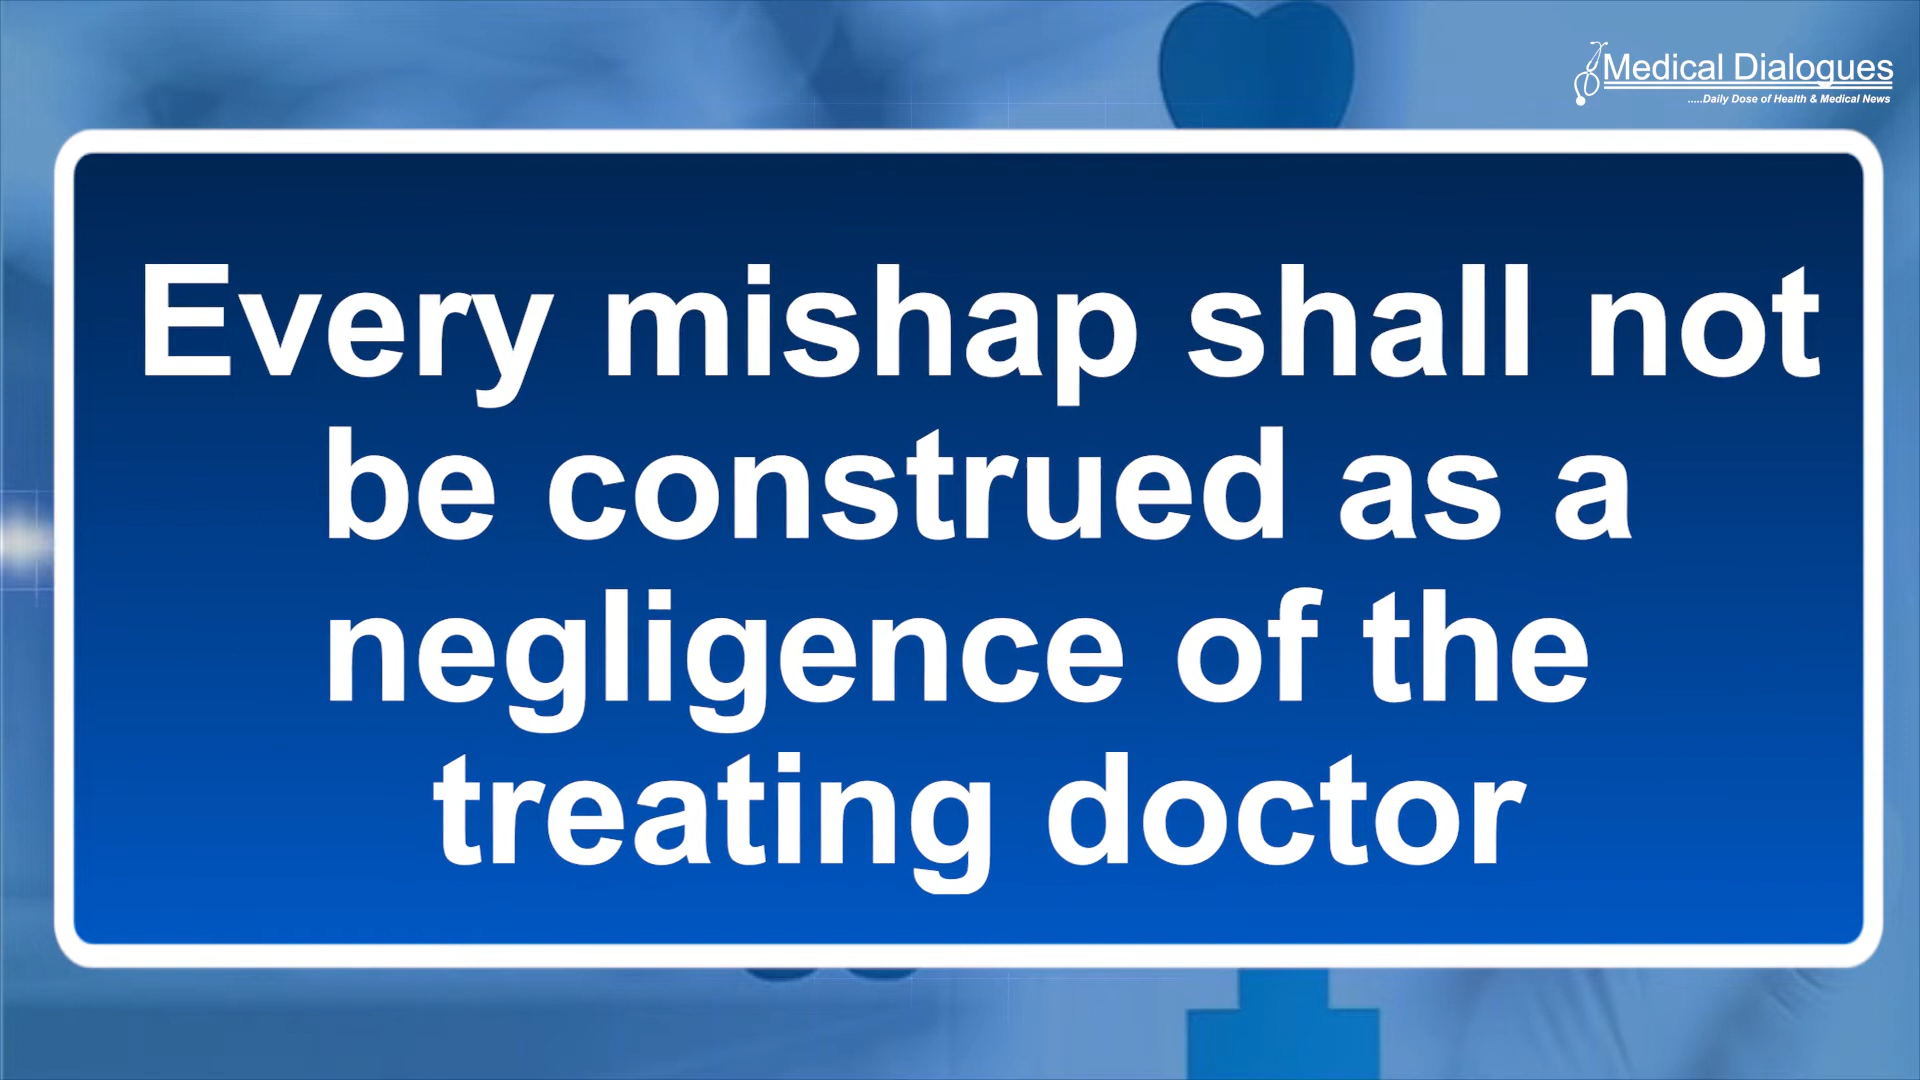 Medical Dialogues
.....Daily Dose of Health & Medical News
Every mishap shall not
be construed as a
negligence of the
treating doctor